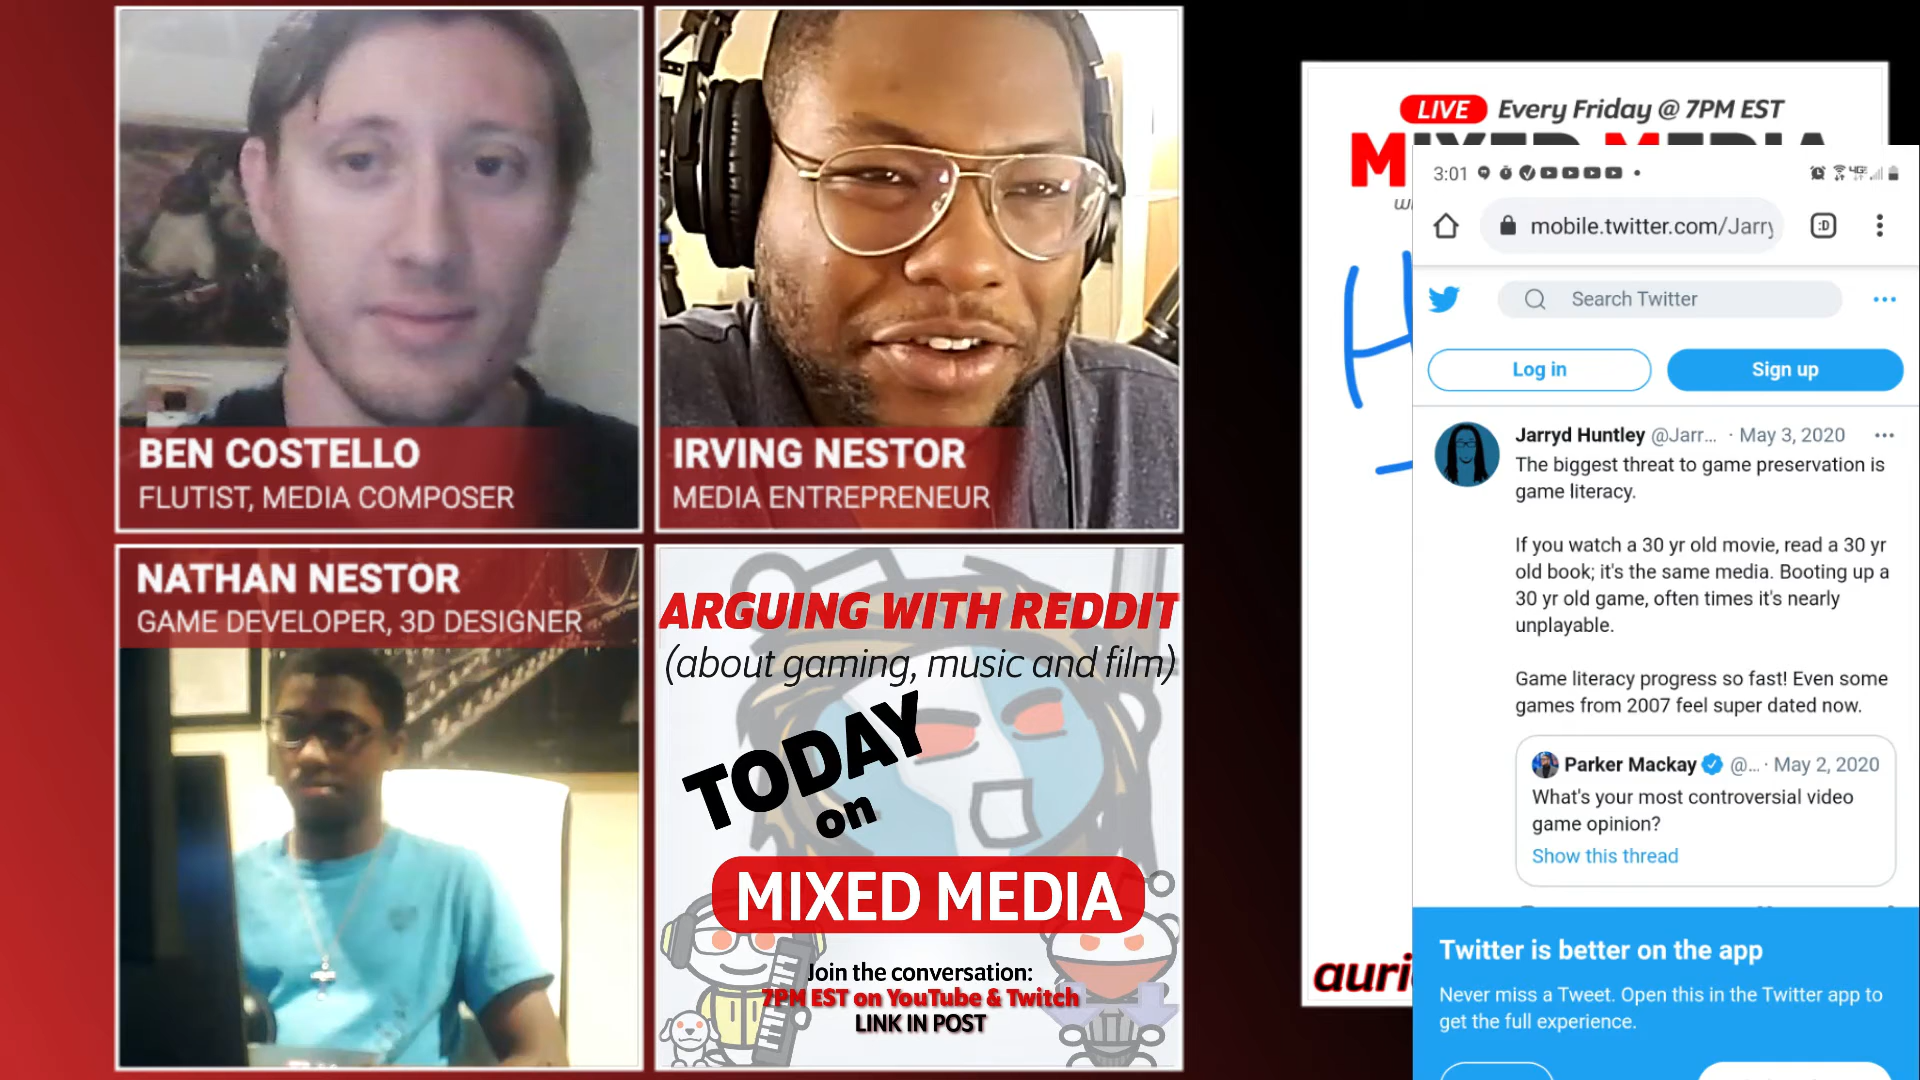 BEN COSTELLO
FLUTIST, MEDIA COMPOSER
IRVING NESTOR
MEDIA ENTREPRENEUR
NATHAN NESTOR
GAME DEVELOPER, 3D DESIGNER
ARGUING WITH REDDIT
(about gaming, music and film)
TODAY
on
MIXED MEDIA
Join the conversation:
7PM EST on YouTube & Twitch
LINK IN POST
LIVE Every Friday @ 7PM EST
MIXED MEDIA
auri
3:01
mobile.twitter.com/Jarry
:D
Search Twitter
Log in
Sign up
Jarryd Huntley @Jarr... · May 3, 2020
The biggest threat to game preservation is
game literacy.
If you watch a 30 yr old movie, read a 30 yr
old book; it's the same media. Booting up a
30 yr old game, often times it's nearly
unplayable.
Game literacy progress so fast! Even some
games from 2007 feel super dated now.
Parker Mackay @... · May 2, 2020
What's your most controversial video
game opinion?
Show this thread
Twitter is better on the app
Never miss a Tweet. Open this in the Twitter app to
get the full experience.